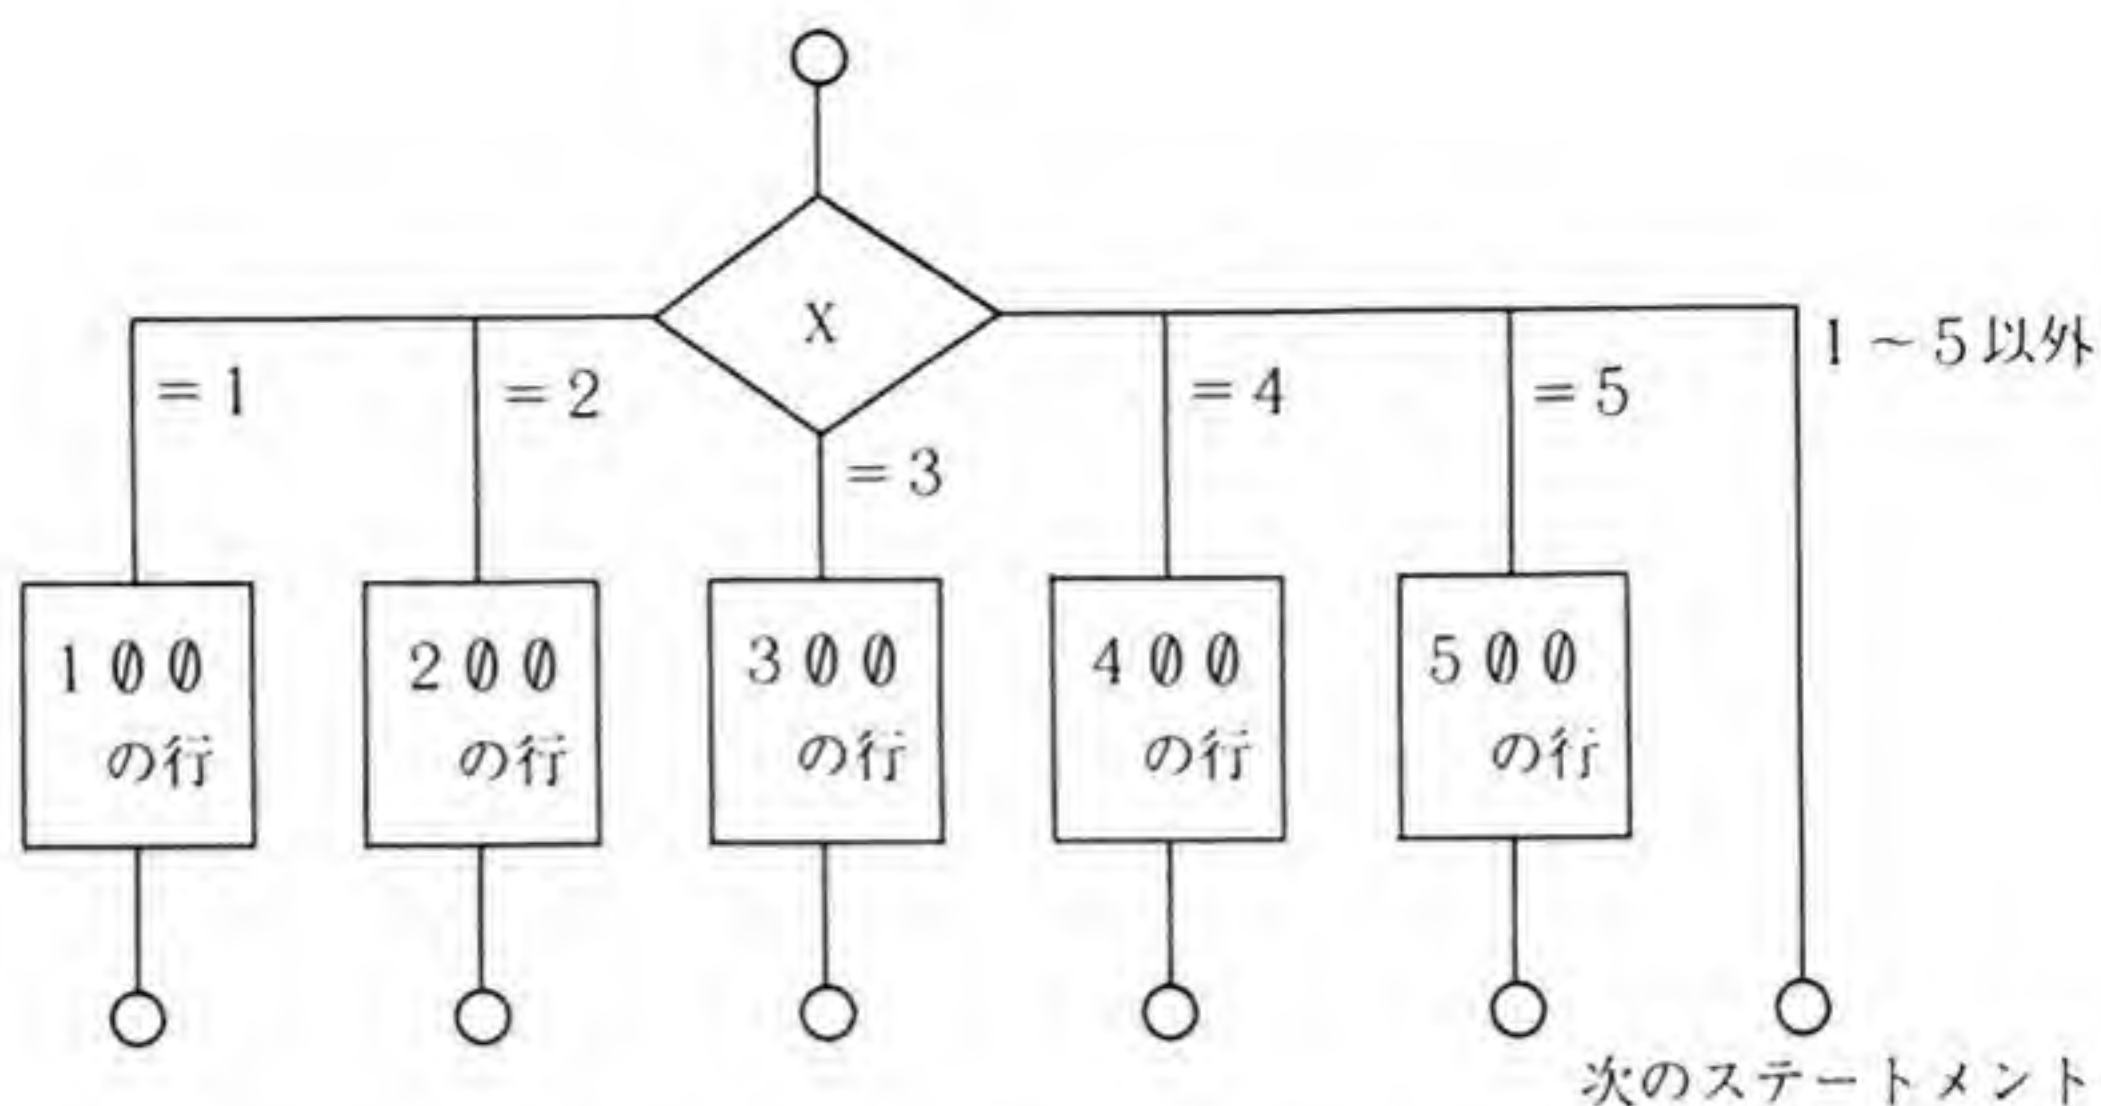 X
1～5以外
=1
=2
=4
=5
=3
100
の行
200
の行
300
の行
400
の行
500
の行
次のステートメント